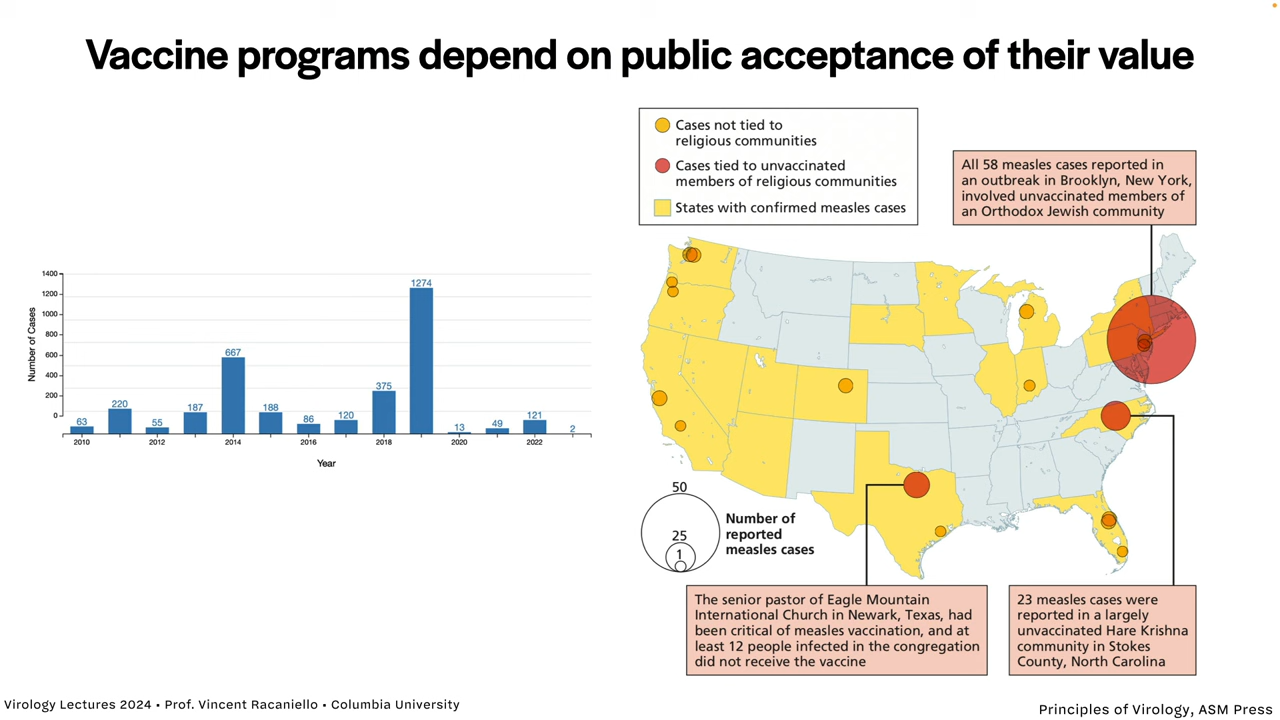 Vaccine programs depend on public acceptance of their value
Number of Cases
1400
1200
1000
800
600
400
200
0
63
220
55
187
667
188
86
120
375
1274
13
49
121
2
2010
2012
2014
2016
2018
2020
2022
Year
Cases not tied to
religious communities
Cases tied to unvaccinated
members of religious communities
States with confirmed measles cases
All 58 measles cases reported in
an outbreak in Brooklyn, New York,
involved unvaccinated members of
an Orthodox Jewish community
50
25
1
Number of
reported
measles cases
The senior pastor of Eagle Mountain
International Church in Newark, Texas, had
been critical of measles vaccination, and at
least 12 people infected in the congregation
did not receive the vaccine
23 measles cases were
reported in a largely
unvaccinated Hare Krishna
community in Stokes
County, North Carolina
Virology Lectures 2024 • Prof. Vincent Racaniello • Columbia University
Principles of Virology, ASM Press